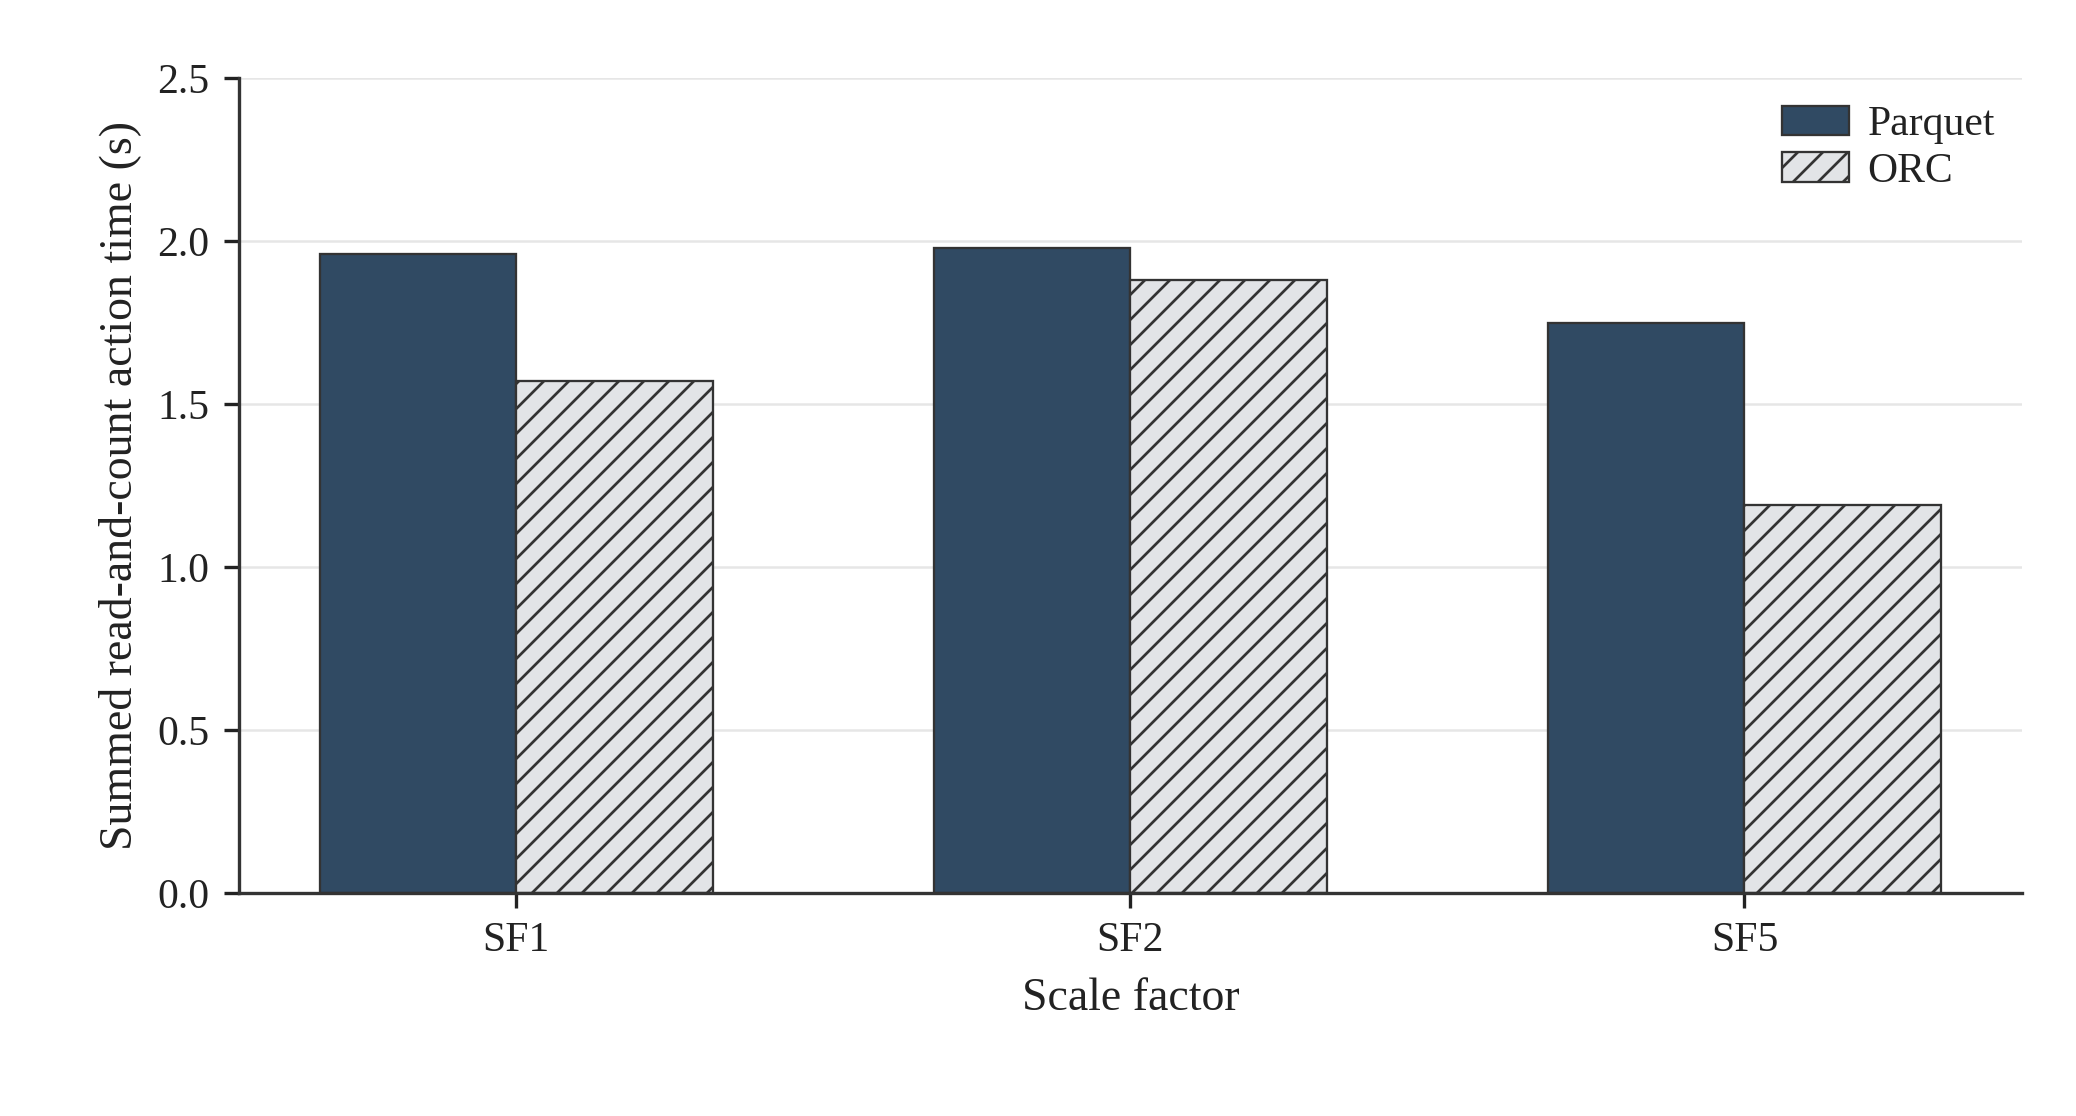 Summed read-and-count action time (s)
2.5
2.0
1.5
1.0
0.5
0.0
Parquet
ORC
SF1
SF2
SF5
Scale factor